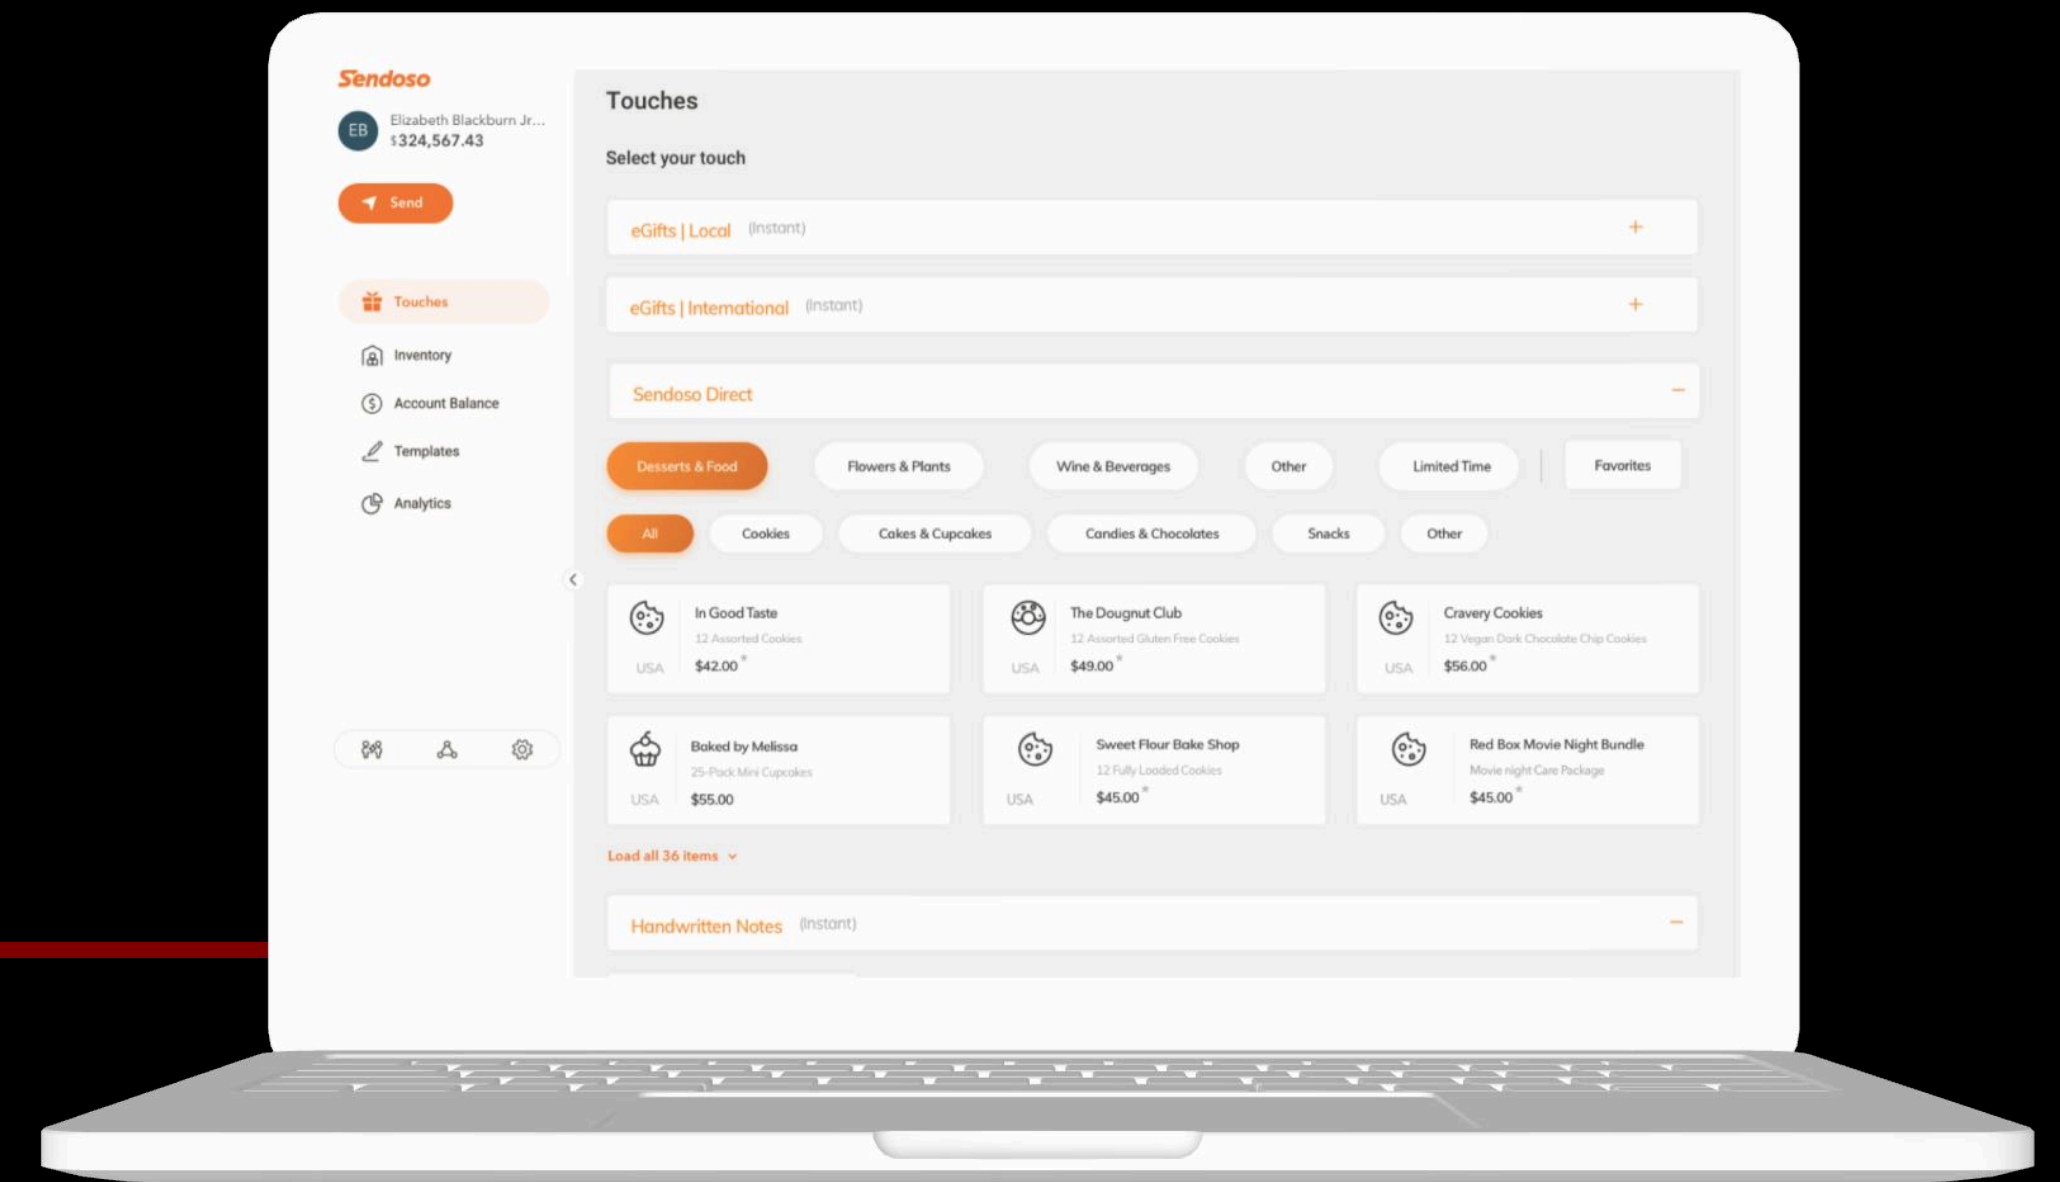 Sendoso
EB
Elizabeth Blackburn Jr...
$324,567.43
Send
Touches
Inventory
Account Balance
Templates
Analytics
Touches
Select your touch
eGifts | Local (Instant)
+
eGifts | International (Instant)
+
Sendoso Direct
−
Desserts & Food
Flowers & Plants
Wine & Beverages
Other
Limited Time
Favorites
All
Cookies
Cakes & Cupcakes
Candies & Chocolates
Snacks
Other
In Good Taste
12 Assorted Cookies
USA
$42.00*
The Dougnut Club
12 Assorted Gluten Free Cookies
USA
$49.00*
Cravery Cookies
12 Vegan Dark Chocolate Chip Cookies
USA
$56.00*
Baked by Melissa
25-Pack Mini Cupcakes
USA
$55.00
Sweet Flour Bake Shop
12 Fully Loaded Cookies
USA
$45.00*
Red Box Movie Night Bundle
Movie night Care Package
USA
$45.00*
Load all 36 items
Handwritten Notes (Instant)
−